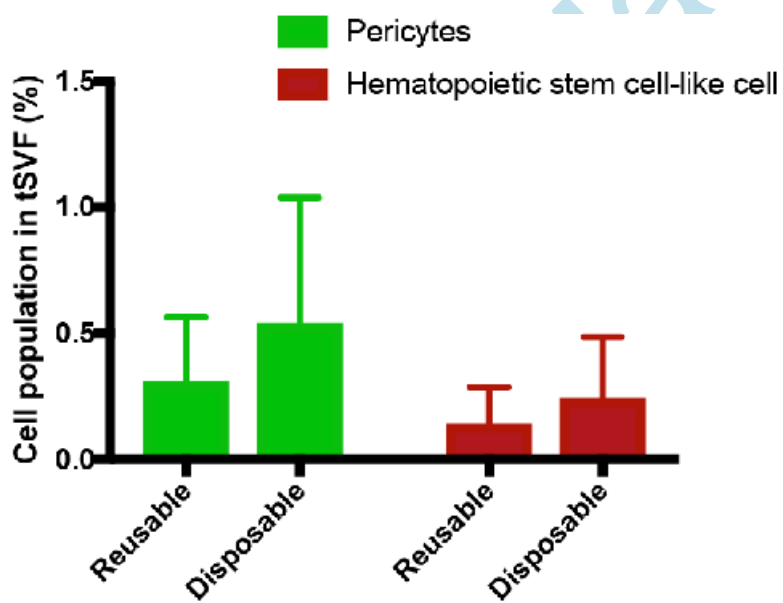 Pericytes
Hematopoietic stem cell-like cell
Cell population in tSVF (%)
1.5
1.0
0.5
0.0
Reusable
Disposable
Reusable
Disposable